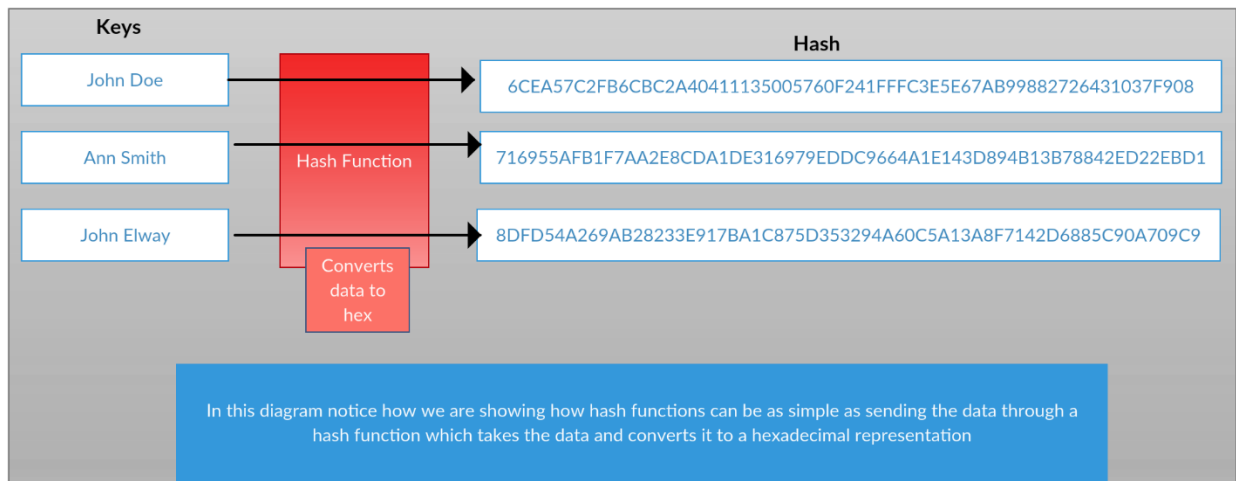 Keys
Hash
John Doe
6CEA57C2FB6CBC2A40411135005760F241FFFC3E5E67AB99882726431037F908
Ann Smith
Hash Function
716955AFB1F7AA2E8CDA1DE316979EDDC9664A1E143D894B13B78842ED22EBD1
John Elway
8DFD54A269AB28233E917BA1C875D353294A60C5A13A8F7142D6885C90A709C9
Converts
data to
hex
In this diagram notice how we are showing how hash functions can be as simple as sending the data through a
hash function which takes the data and converts it to a hexadecimal representation